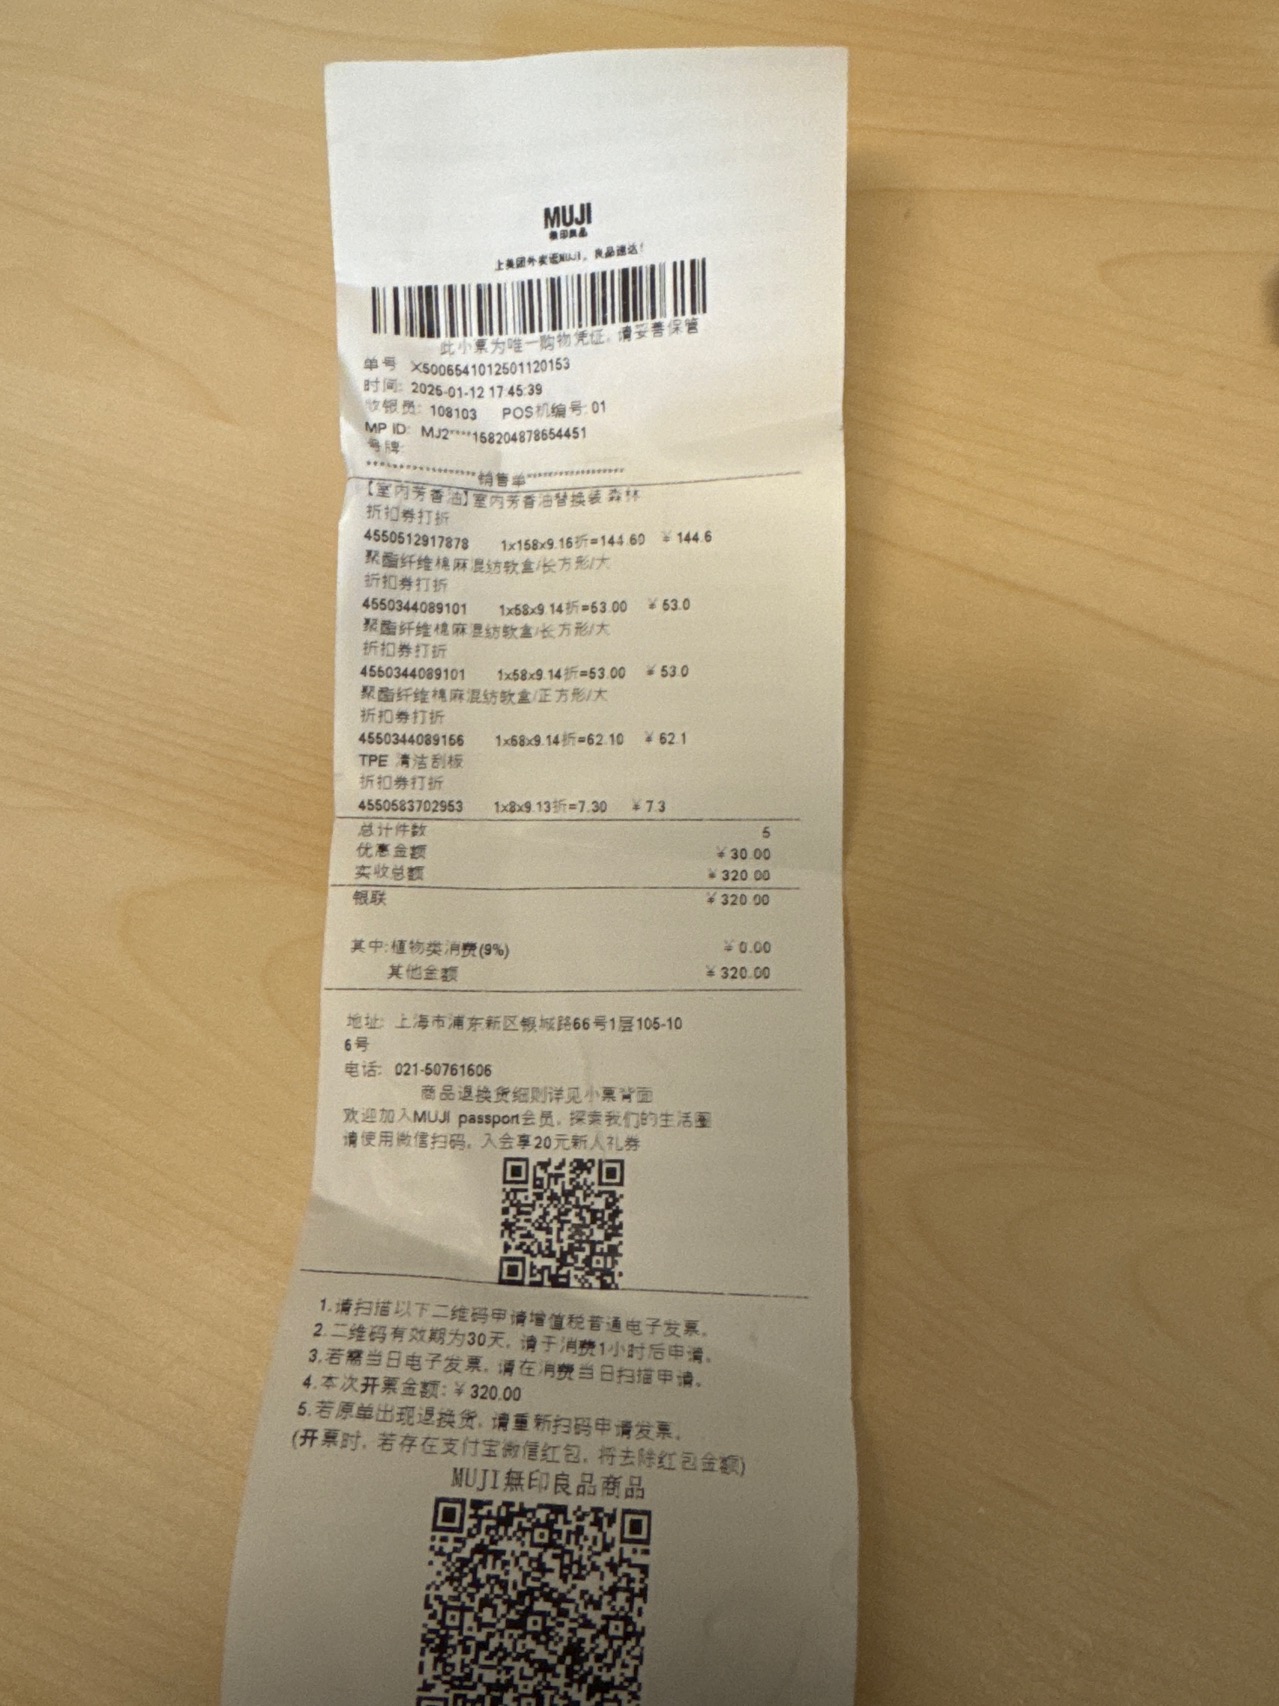 MUJI
無印良品
上美团外卖逛MUJI，良品速达！
此小票为唯一购物凭证，请妥善保管
单号 X5006541012501120153
时间: 2025-01-12 17:45:39
收银员: 108103 POS机编号: 01
MP ID: MJ2****158204878654451
号牌:
********************销售单******************
【室内芳香油】室内芳香油替换装 森林
折扣券打折
4550512917878 1x158x9.15折=144.60 ￥144.6
聚酯纤维棉麻混纺软盒/长方形/大
折扣券打折
4550344089101 1x58x9.14折=53.00 ￥53.0
聚酯纤维棉麻混纺软盒/长方形/大
折扣券打折
4550344089101 1x58x9.14折=53.00 ￥53.0
聚酯纤维棉麻混纺软盒/正方形/大
折扣券打折
4550344089156 1x68x9.14折=62.10 ￥62.1
TPE 清洁刮板
折扣券打折
4550583702953 1x8x9.13折=7.30 ￥7.3
总计件数 5
优惠金额 ￥30.00
实收总额 ￥320.00
银联 ￥320.00
其中:植物类消费(9%) ￥0.00
其他金额 ￥320.00
地址: 上海市浦东新区银城路66号1层105-10
6号
电话: 021-50761606
商品退换货细则详见小票背面
欢迎加入MUJI passport会员，探索我们的生活圈
请使用微信扫码，入会享20元新人礼券
1.请扫描以下二维码申请增值税普通电子发票。
2.二维码有效期为30天，请于消费1小时后申请。
3.若需当日电子发票，请在消费当日扫描申请。
4.本次开票金额: ￥320.00
5.若原单出现退换货，请重新扫码申请发票。
(开票时，若存在支付宝微信红包，将去除红包金额)
MUJI無印良品商品